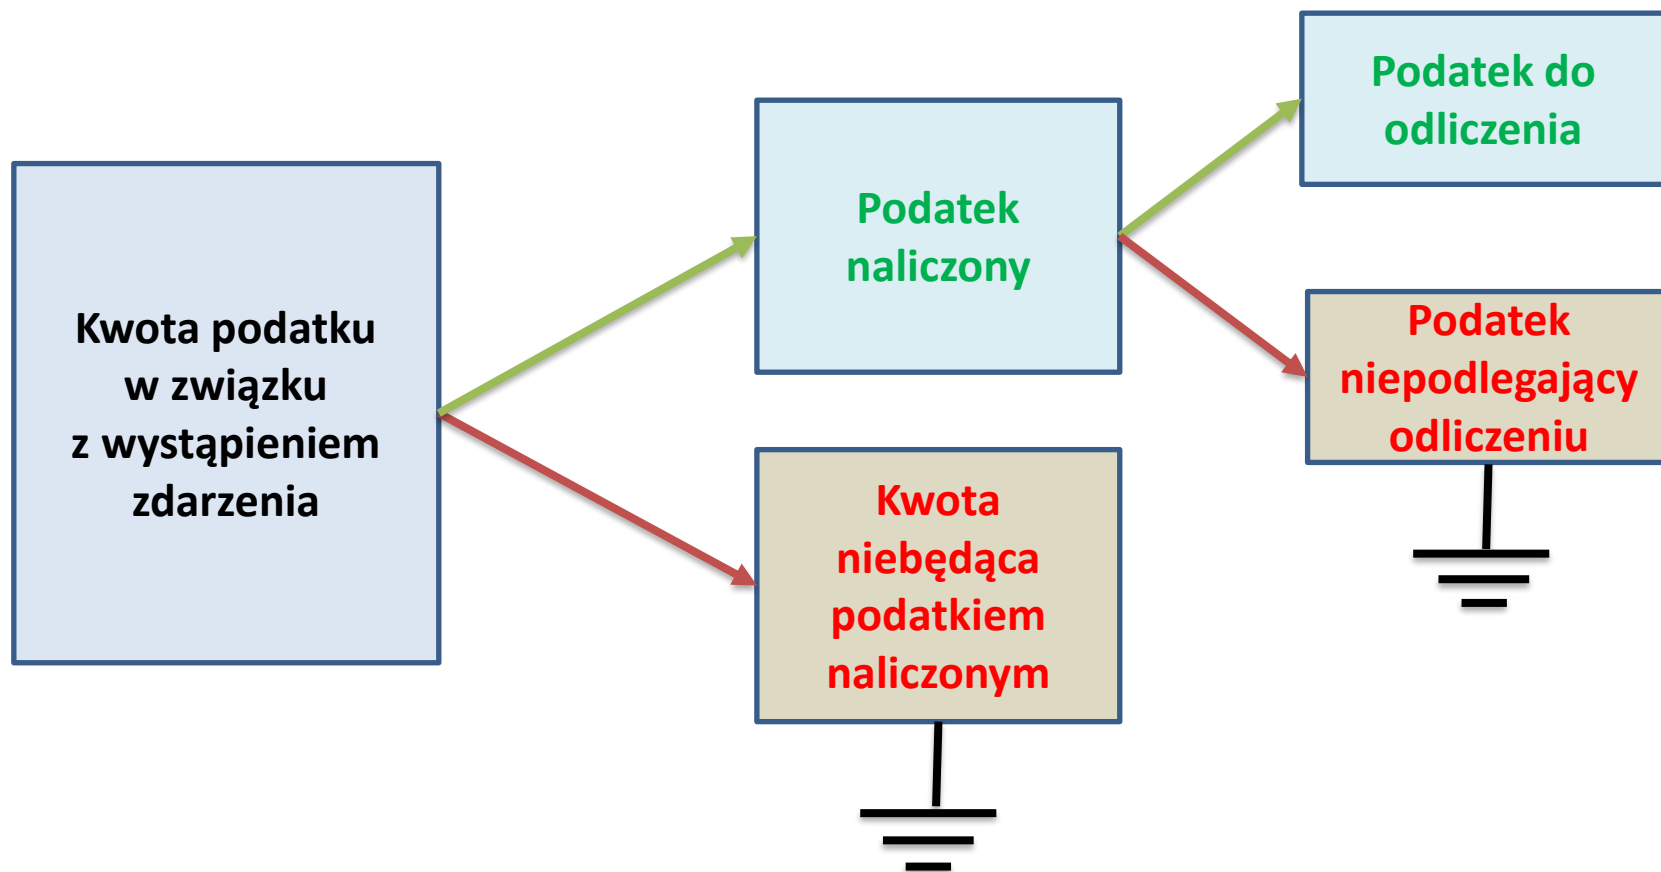 Kwota podatku
w związku
z wystąpieniem
zdarzenia
Podatek
naliczony
Kwota
niebędąca
podatkiem
naliczonym
Podatek do
odliczenia
Podatek
niepodlegający
odliczeniu